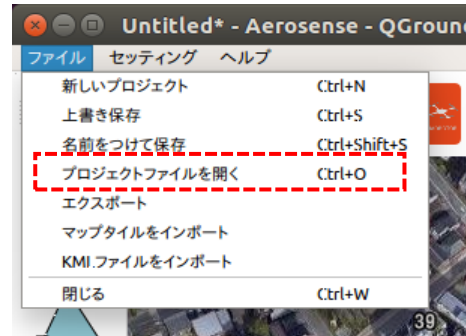 Untitled* - Aerosense - QGroun
ファイル セッティング ヘルプ
新しいプロジェクト Ctrl+N
上書き保存 Ctrl+S
名前をつけて保存 Ctrl+Shift+S
プロジェクトファイルを開く Ctrl+O
エクスポート
マップタイルをインポート
KMLファイルをインポート
閉じる Ctrl+W
39